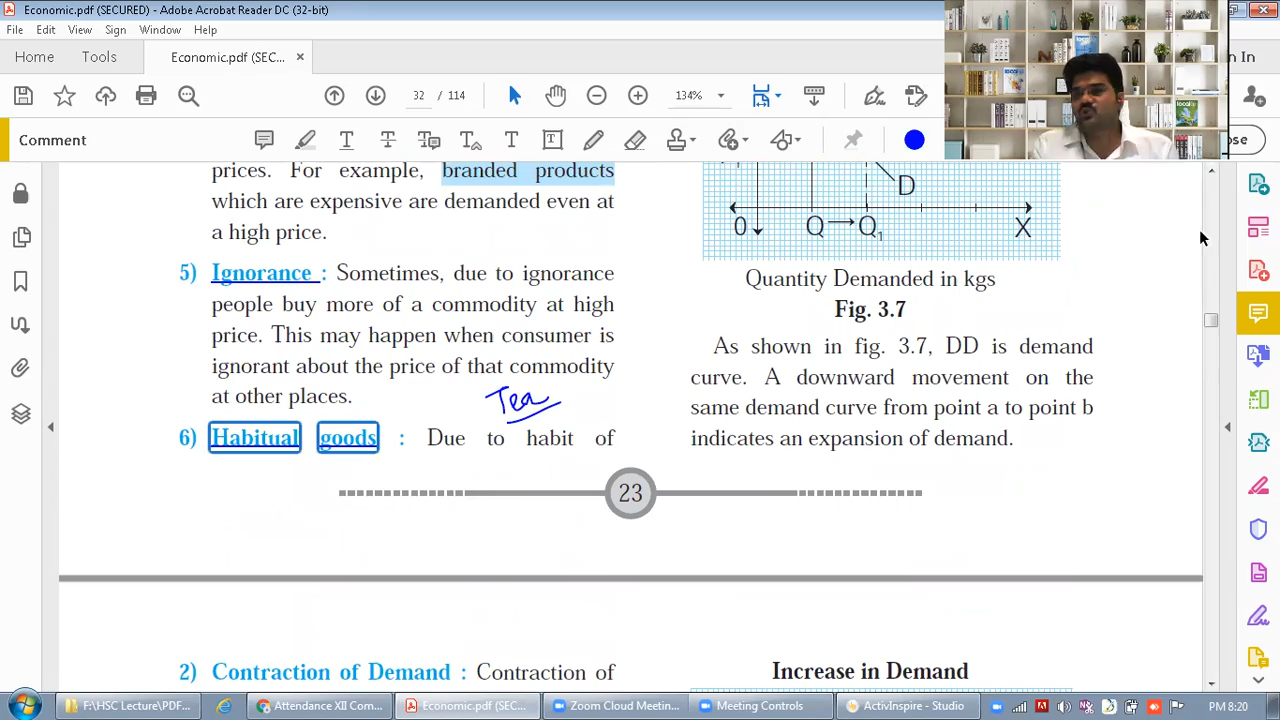 Economic.pdf (SECURED) - Adobe Acrobat Reader DC (32-bit)
File Edit View Window Sign Help
Home Tools Economic.pdf (SEC... ×
32 / 114 134%
In
Comment
ose
prices. For example, branded products
which are expensive are demanded even at
a high price.
5) Ignorance : Sometimes, due to ignorance
people buy more of a commodity at high
price. This may happen when consumer is
ignorant about the price of that commodity
at other places.
Tea
6) Habitual goods : Due to habit of
D
0 Q Q1 X
Quantity Demanded in kgs
Fig. 3.7
As shown in fig. 3.7, DD is demand
curve. A downward movement on the
same demand curve from point a to point b
indicates an expansion of demand.
23
2) Contraction of Demand : Contraction of
Increase in Demand
F:\HSC Lecture\PDF... Attendance XII Com... Economic.pdf (SEC... Zoom Cloud Meeting... Meeting Controls ActivInspire - Studio PM 8:20